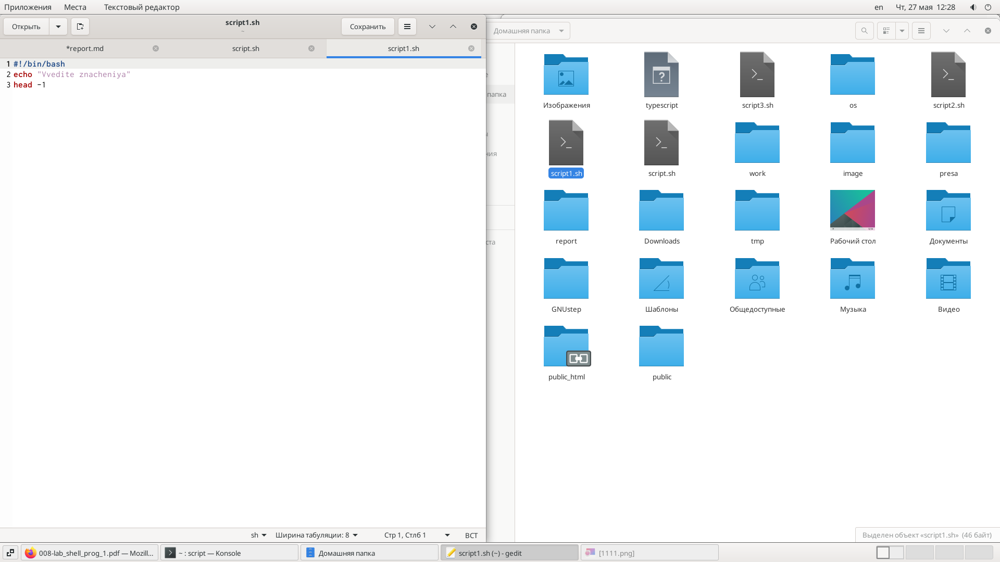 Приложения Места Текстовый редактор en Чт, 27 мая 12:28
Открыть script1.sh Сохранить
~
*report.md script.sh script1.sh
1 #!/bin/bash
2 echo "Vvedite znacheniya"
3 head -1
sh Ширина табуляции: 8 Стр 1, Стлб 1 ВСТ
Домашняя папка
папка
ния
ста
Изображения typescript script3.sh os script2.sh
script1.sh script.sh work image presa
report Downloads tmp Рабочий стол Документы
GNUstep Шаблоны Общедоступные Музыка Видео
public_html public
Выделен объект «script1.sh» (46 байт)
008-lab_shell_prog_1.pdf — Mozill... ~ : script — Konsole Домашняя папка script1.sh (~) - gedit [1111.png]